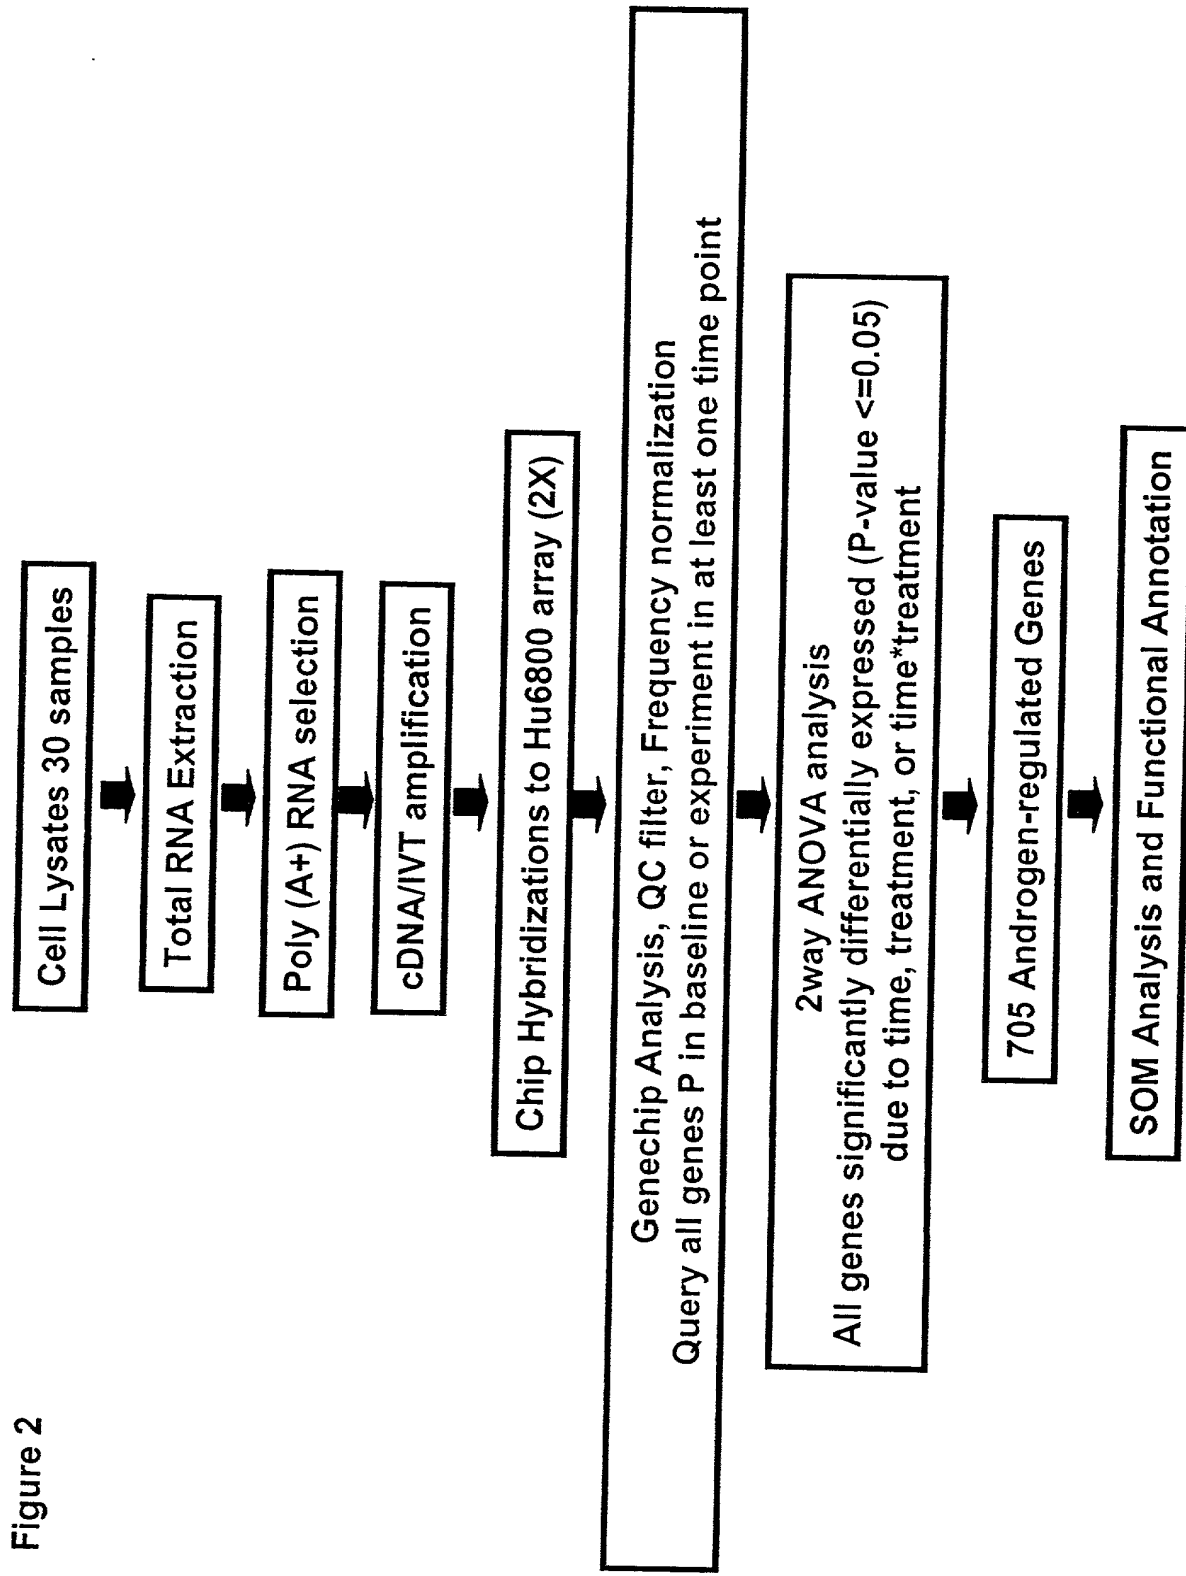 Figure 2
Cell Lysates 30 samples
Total RNA Extraction
Poly (A+) RNA selection
cDNA/IVT amplification
Chip Hybridizations to Hu6800 array (2X)
Genechip Analysis, QC filter, Frequency normalization
Query all genes P in baseline or experiment in at least one time point
2way ANOVA analysis
All genes significantly differentially expressed (P-value <=0.05)
due to time, treatment, or time*treatment
705 Androgen-regulated Genes
SOM Analysis and Functional Annotation